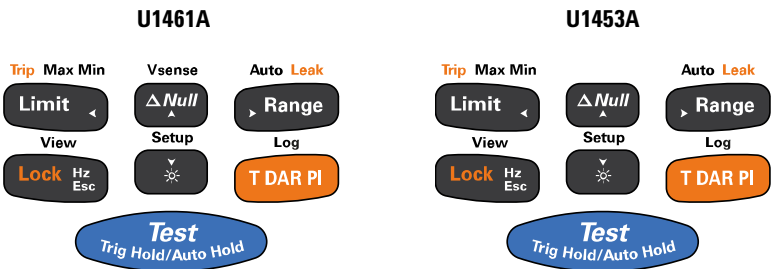 U1461A
Trip Max Min Vsense Auto Leak
Limit Δ Null Range
View Setup Log
Lock Hz Esc T DAR PI
Test
Trig Hold/Auto Hold
U1453A
Trip Max Min Auto Leak
Limit Δ Null Range
View Setup Log
Lock Hz Esc T DAR PI
Test
Trig Hold/Auto Hold